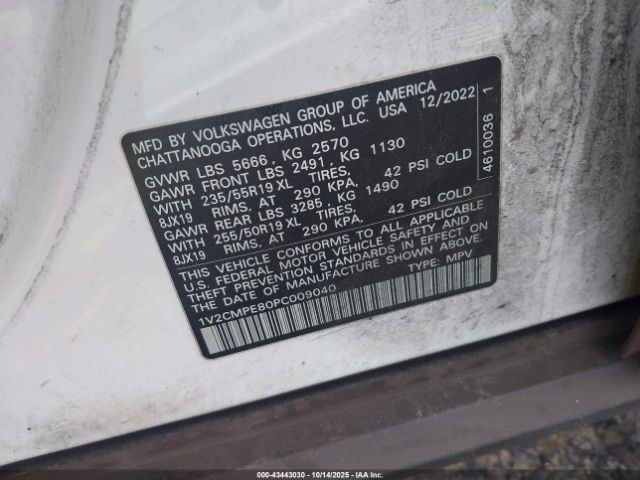 MFD BY VOLKSWAGEN GROUP OF AMERICA
CHATTANOOGA OPERATIONS, LLC. USA 12/2022
GVWR LBS 5666, KG 2570
GAWR FRONT LBS 2491, KG 1130
WITH 235/55R19 XL TIRES,
8JX19 RIMS, AT 290 KPA, 42 PSI COLD
GAWR REAR LBS 3285, KG 1490
WITH 255/50R19 XL TIRES,
8JX19 RIMS, AT 290 KPA, 42 PSI COLD
THIS VEHICLE CONFORMS TO ALL APPLICABLE
U.S. FEDERAL MOTOR VEHICLE SAFETY AND
THEFT PREVENTION STANDARDS IN EFFECT ON
THE DATE OF MANUFACTURE SHOWN ABOVE.
TYPE: MPV
1V2CMPE80PC009040
4610036 1
000-43443030 - 10/14/2025 - IAAI.COM